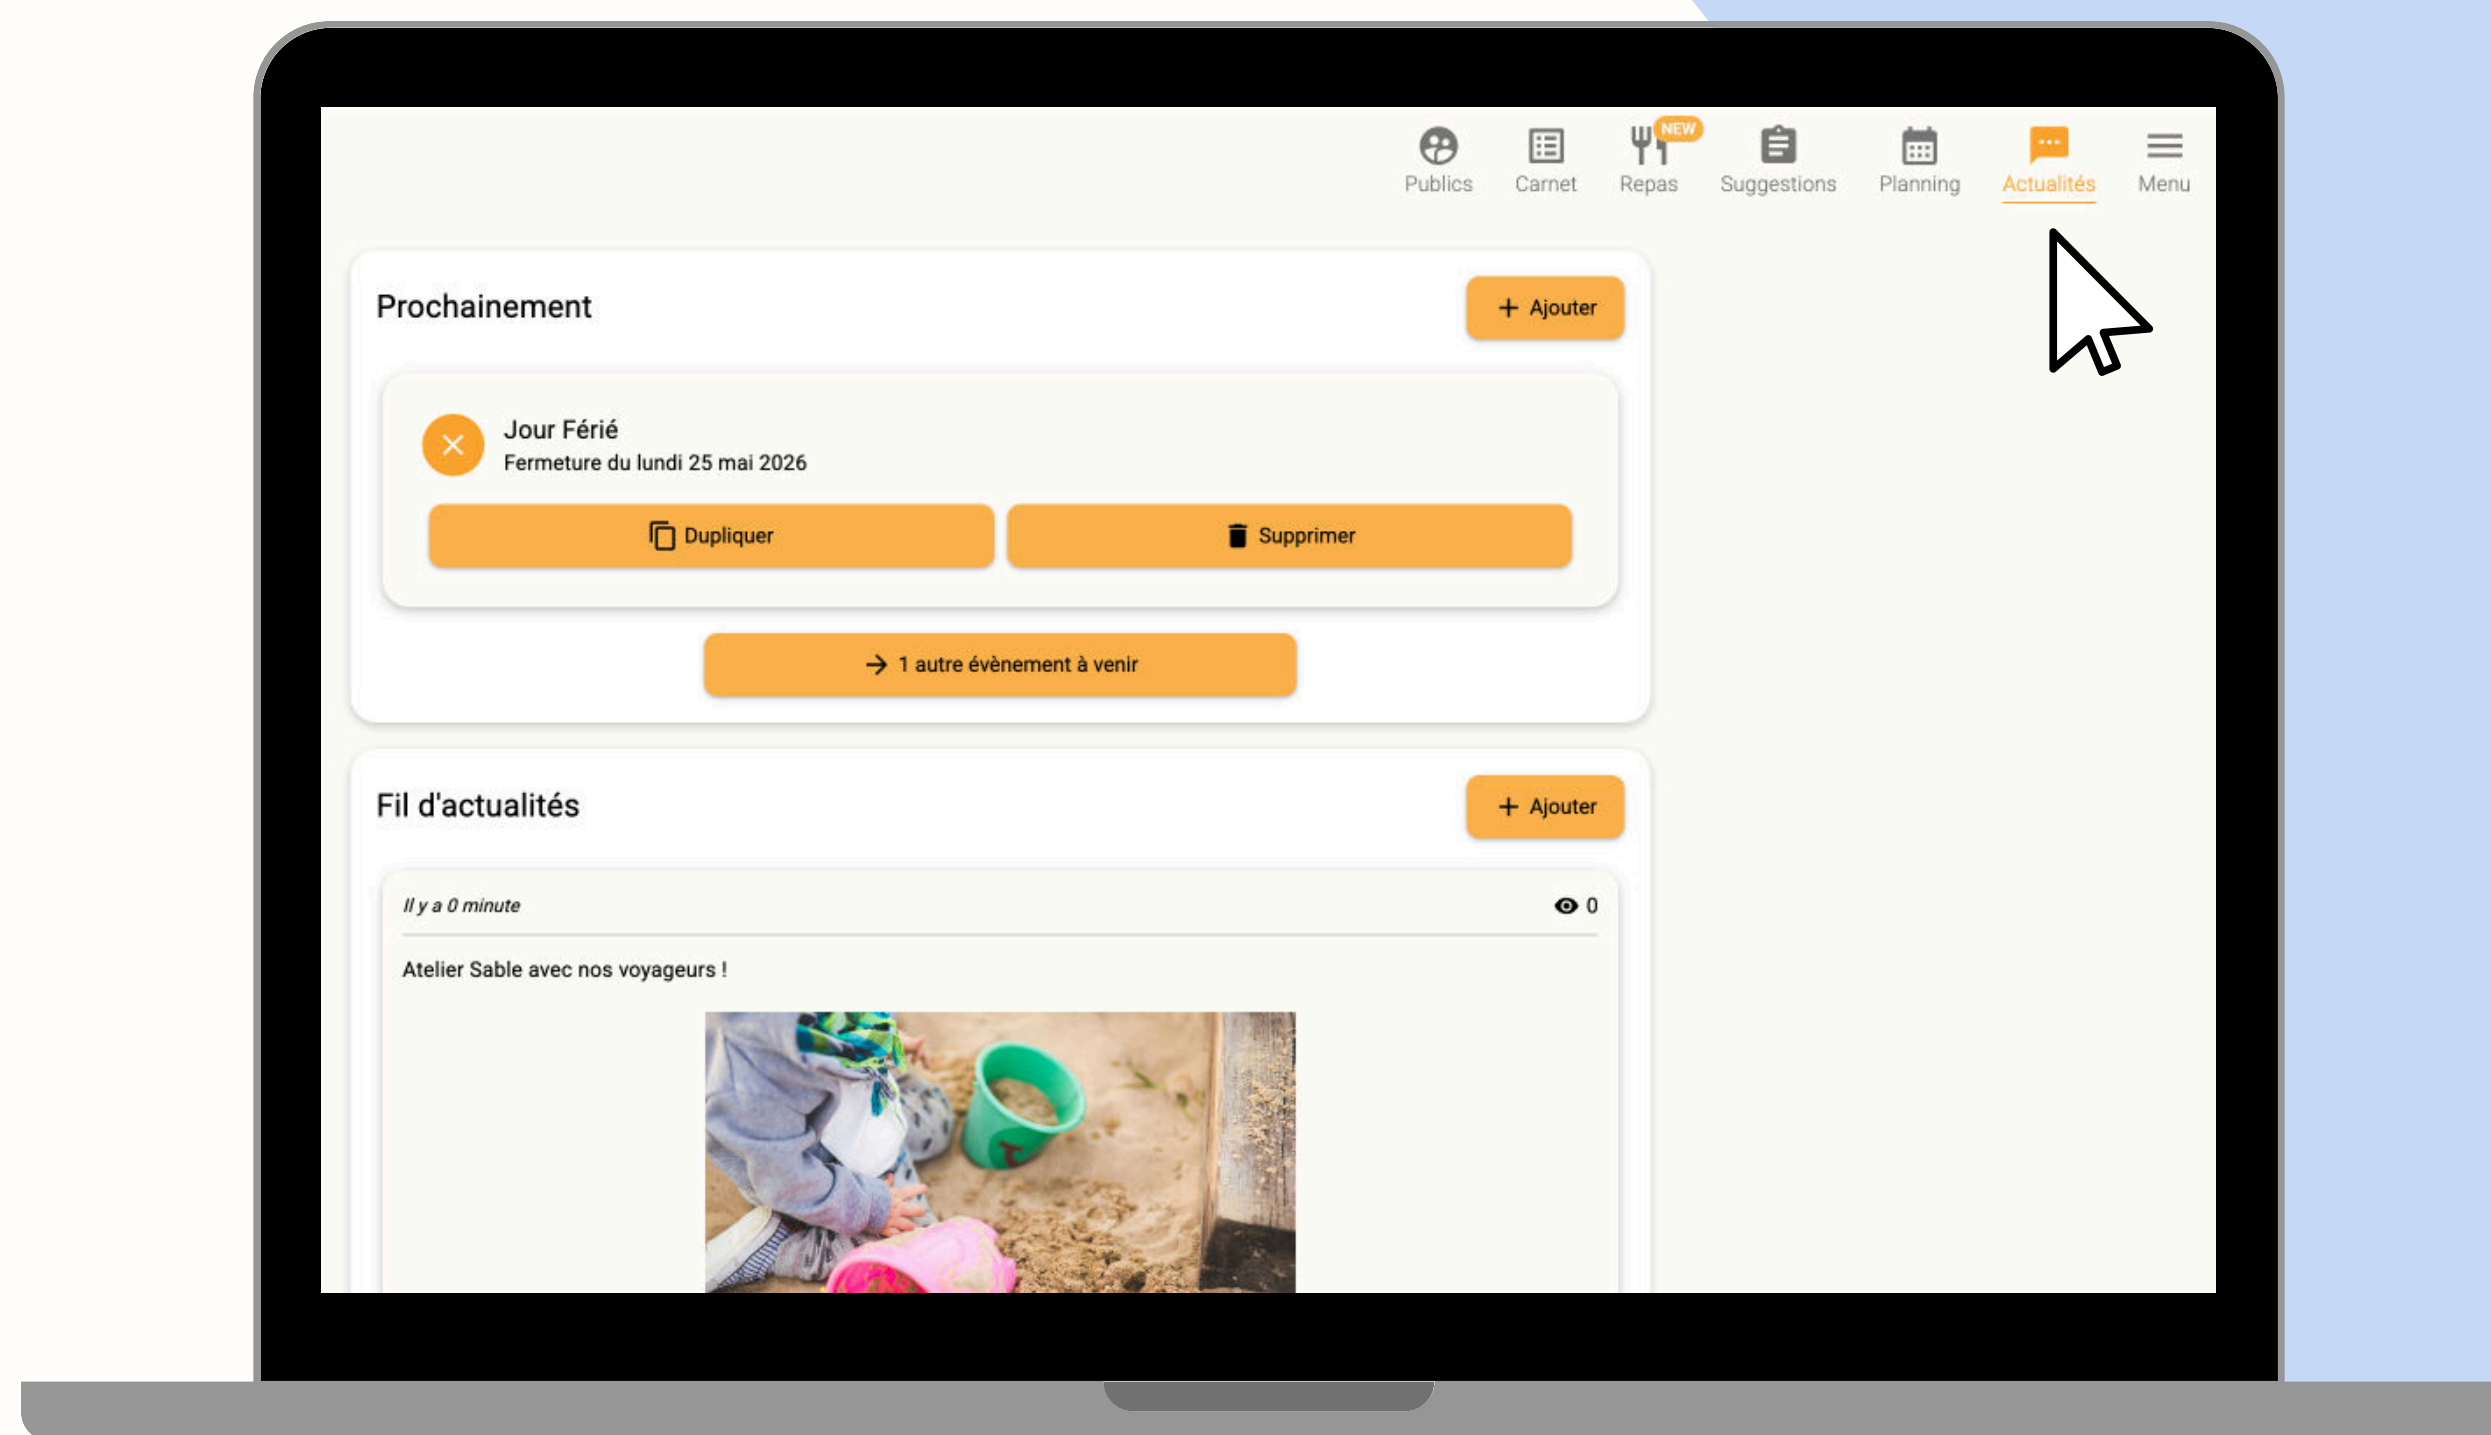 NEW
Publics
Carnet
Repas
Suggestions
Planning
Actualités
Menu
Prochainement
+ Ajouter
Jour Férié
Fermeture du lundi 25 mai 2026
Dupliquer
Supprimer
→ 1 autre évènement à venir
Fil d'actualités
+ Ajouter
Il y a 0 minute
0
Atelier Sable avec nos voyageurs !